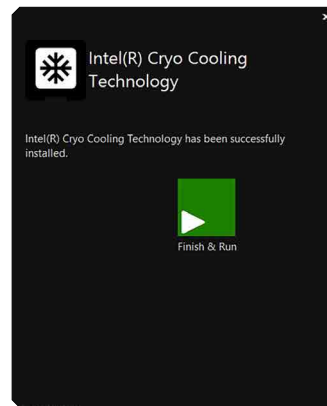 Intel(R) Cryo Cooling
Technology
Intel(R) Cryo Cooling Technology has been successfully
installed.
Finish & Run